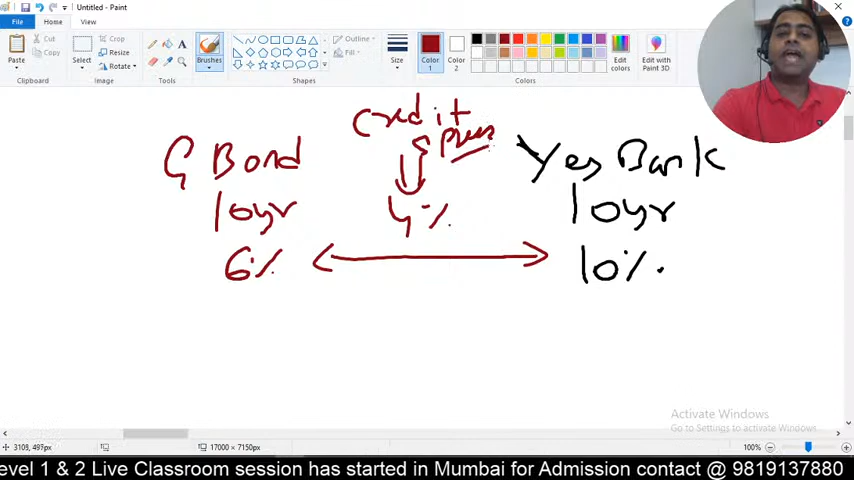 Untitled - Paint
File Home View
Paste
Cut
Copy
Clipboard
Select
Crop
Resize
Rotate
Image
A
Tools
Brushes
Outline
Fill
Shapes
Size
Color 1
Color 2
Edit colors
Edit with Paint 3D
Colors
Credit
G Bond
Yes Bank
10yr
4%
10yr
6%
10%
Activate Windows
Go to Settings to activate Windows.
3108, 497px
17000 × 7150px
100%
evel 1 & 2 Live Classroom session has started in Mumbai for Admission contact @ 9819137880